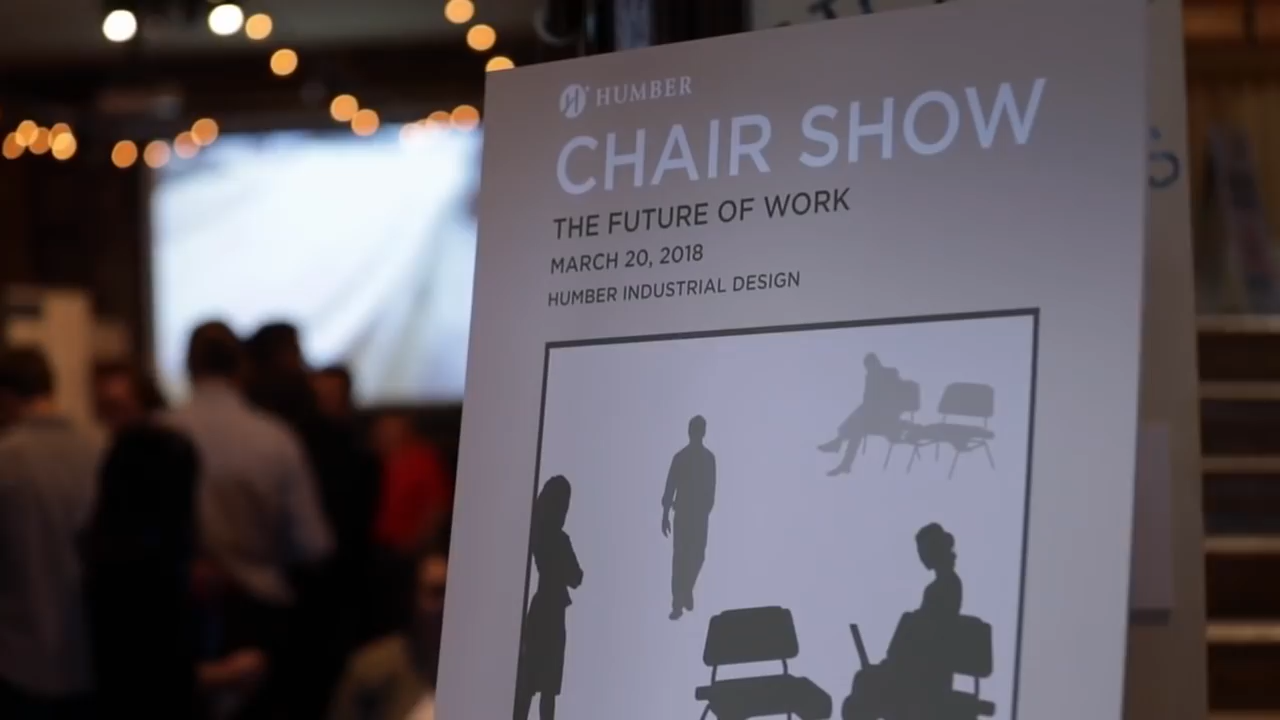 HUMBER
CHAIR SHOW
THE FUTURE OF WORK
MARCH 20, 2018
HUMBER INDUSTRIAL DESIGN